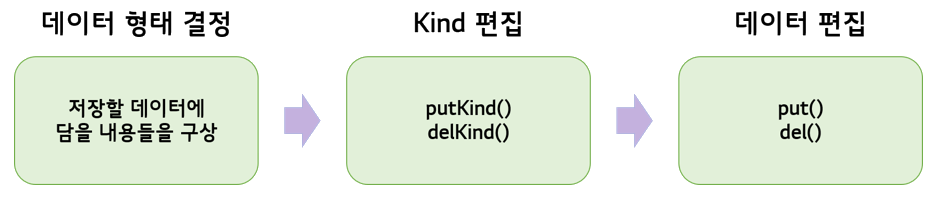 데이터 형태 결정
Kind 편집
데이터 편집
저장할 데이터에
담을 내용들을 구상
putKind()
delKind()
put()
del()